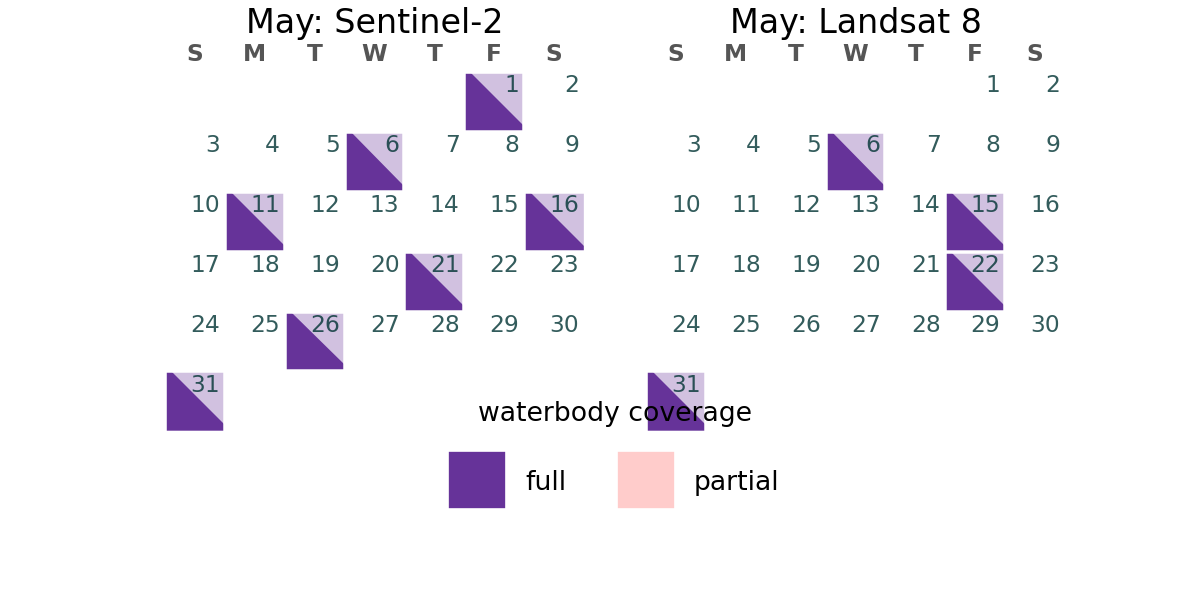 May: Sentinel-2
S M T W T F S
1 2
3 4 5 6 7 8 9
10 11 12 13 14 15 16
17 18 19 20 21 22 23
24 25 26 27 28 29 30
31
May: Landsat 8
S M T W T F S
1 2
3 4 5 6 7 8 9
10 11 12 13 14 15 16
17 18 19 20 21 22 23
24 25 26 27 28 29 30
31
waterbody coverage
full partial